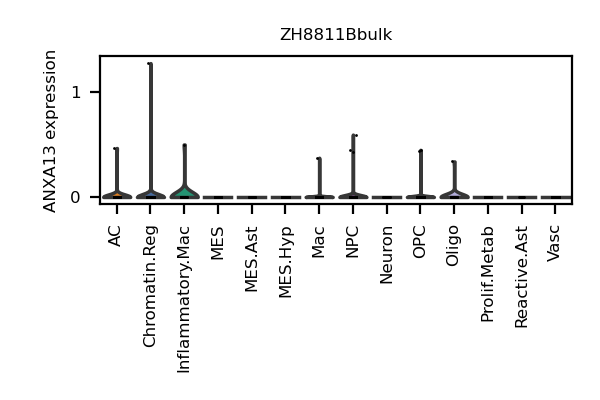 ZH8811Bbulk
ANXA13 expression
1
0
AC
Chromatin.Reg
Inflammatory.Mac
MES
MES.Ast
MES.Hyp
Mac
NPC
Neuron
OPC
Oligo
Prolif.Metab
Reactive.Ast
Vasc